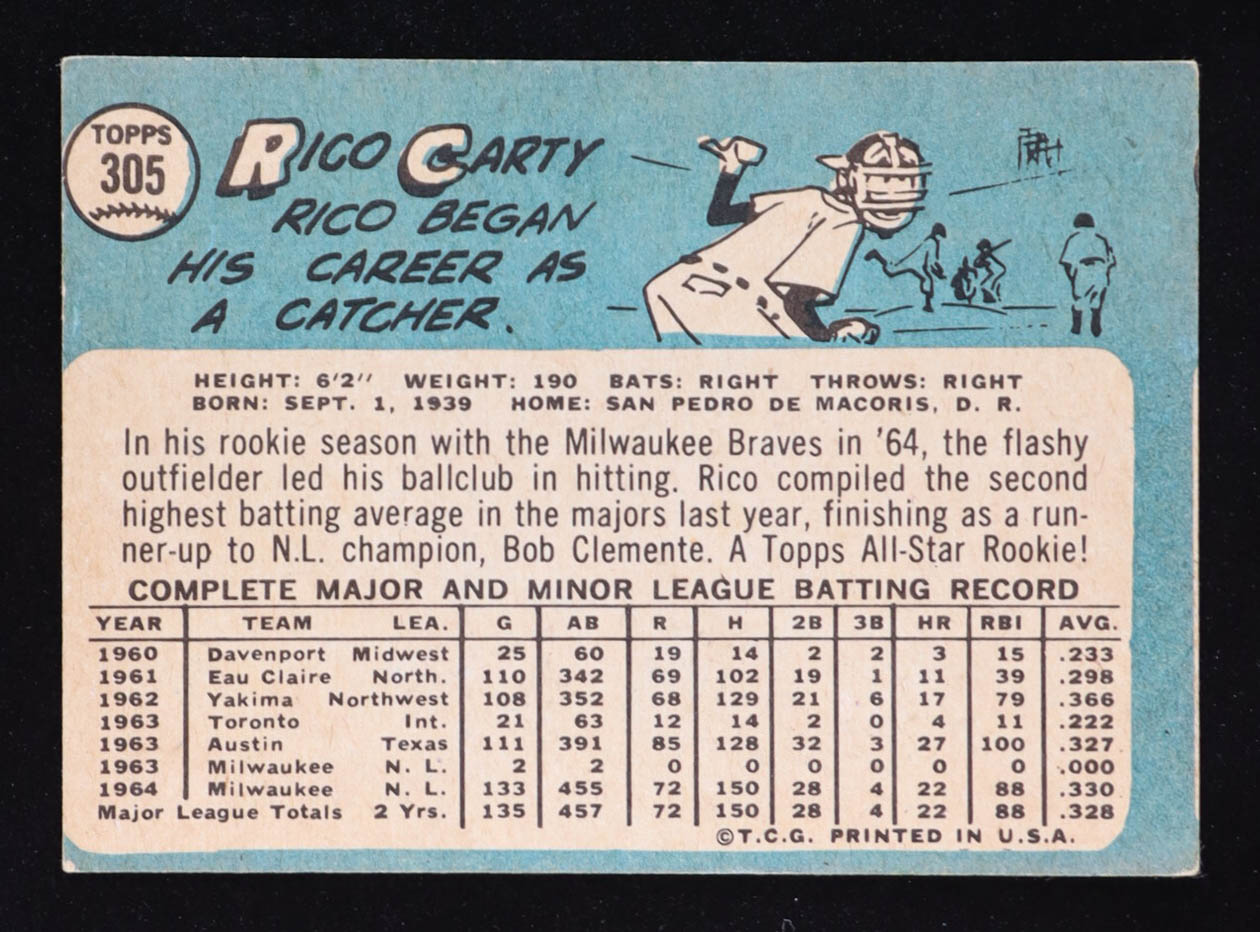 TOPPS
305
RICO CARTY
RICO BEGAN
HIS CAREER AS
A CATCHER.
HEIGHT: 6'2" WEIGHT: 190 BATS: RIGHT THROWS: RIGHT
BORN: SEPT. 1, 1939 HOME: SAN PEDRO DE MACORIS, D. R.
In his rookie season with the Milwaukee Braves in '64, the flashy
outfielder led his ballclub in hitting. Rico compiled the second
highest batting average in the majors last year, finishing as a run-
ner-up to N.L. champion, Bob Clemente. A Topps All-Star Rookie!
COMPLETE MAJOR AND MINOR LEAGUE BATTING RECORD
YEAR TEAM LEA. G AB R H 2B 3B HR RBI AVG.
1960 Davenport Midwest 25 60 19 14 2 2 3 15 .233
1961 Eau Claire North. 110 342 69 102 19 1 11 39 .298
1962 Yakima Northwest 108 352 68 129 21 6 17 79 .366
1963 Toronto Int. 21 63 12 14 2 0 4 11 .222
1963 Austin Texas 111 391 85 128 32 3 27 100 .327
1963 Milwaukee N. L. 2 2 0 0 0 0 0 0 .000
1964 Milwaukee N. L. 133 455 72 150 28 4 22 88 .330
Major League Totals 2 Yrs. 135 457 72 150 28 4 22 88 .328
©T.C.G. PRINTED IN U.S.A.